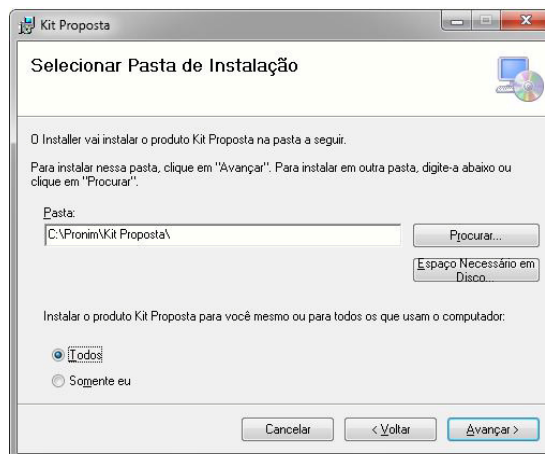 Kit Proposta
Selecionar Pasta de Instalação
O Installer vai instalar o produto Kit Proposta na pasta a seguir.
Para instalar nessa pasta, clique em "Avançar". Para instalar em outra pasta, digite-a abaixo ou
clique em "Procurar".
Pasta:
C:\Pronim\Kit Proposta\
Procurar...
Espaço Necessário em
Disco...
Instalar o produto Kit Proposta para você mesmo ou para todos os que usam o computador:
Todos
Somente eu
Cancelar
< Voltar
Avançar >